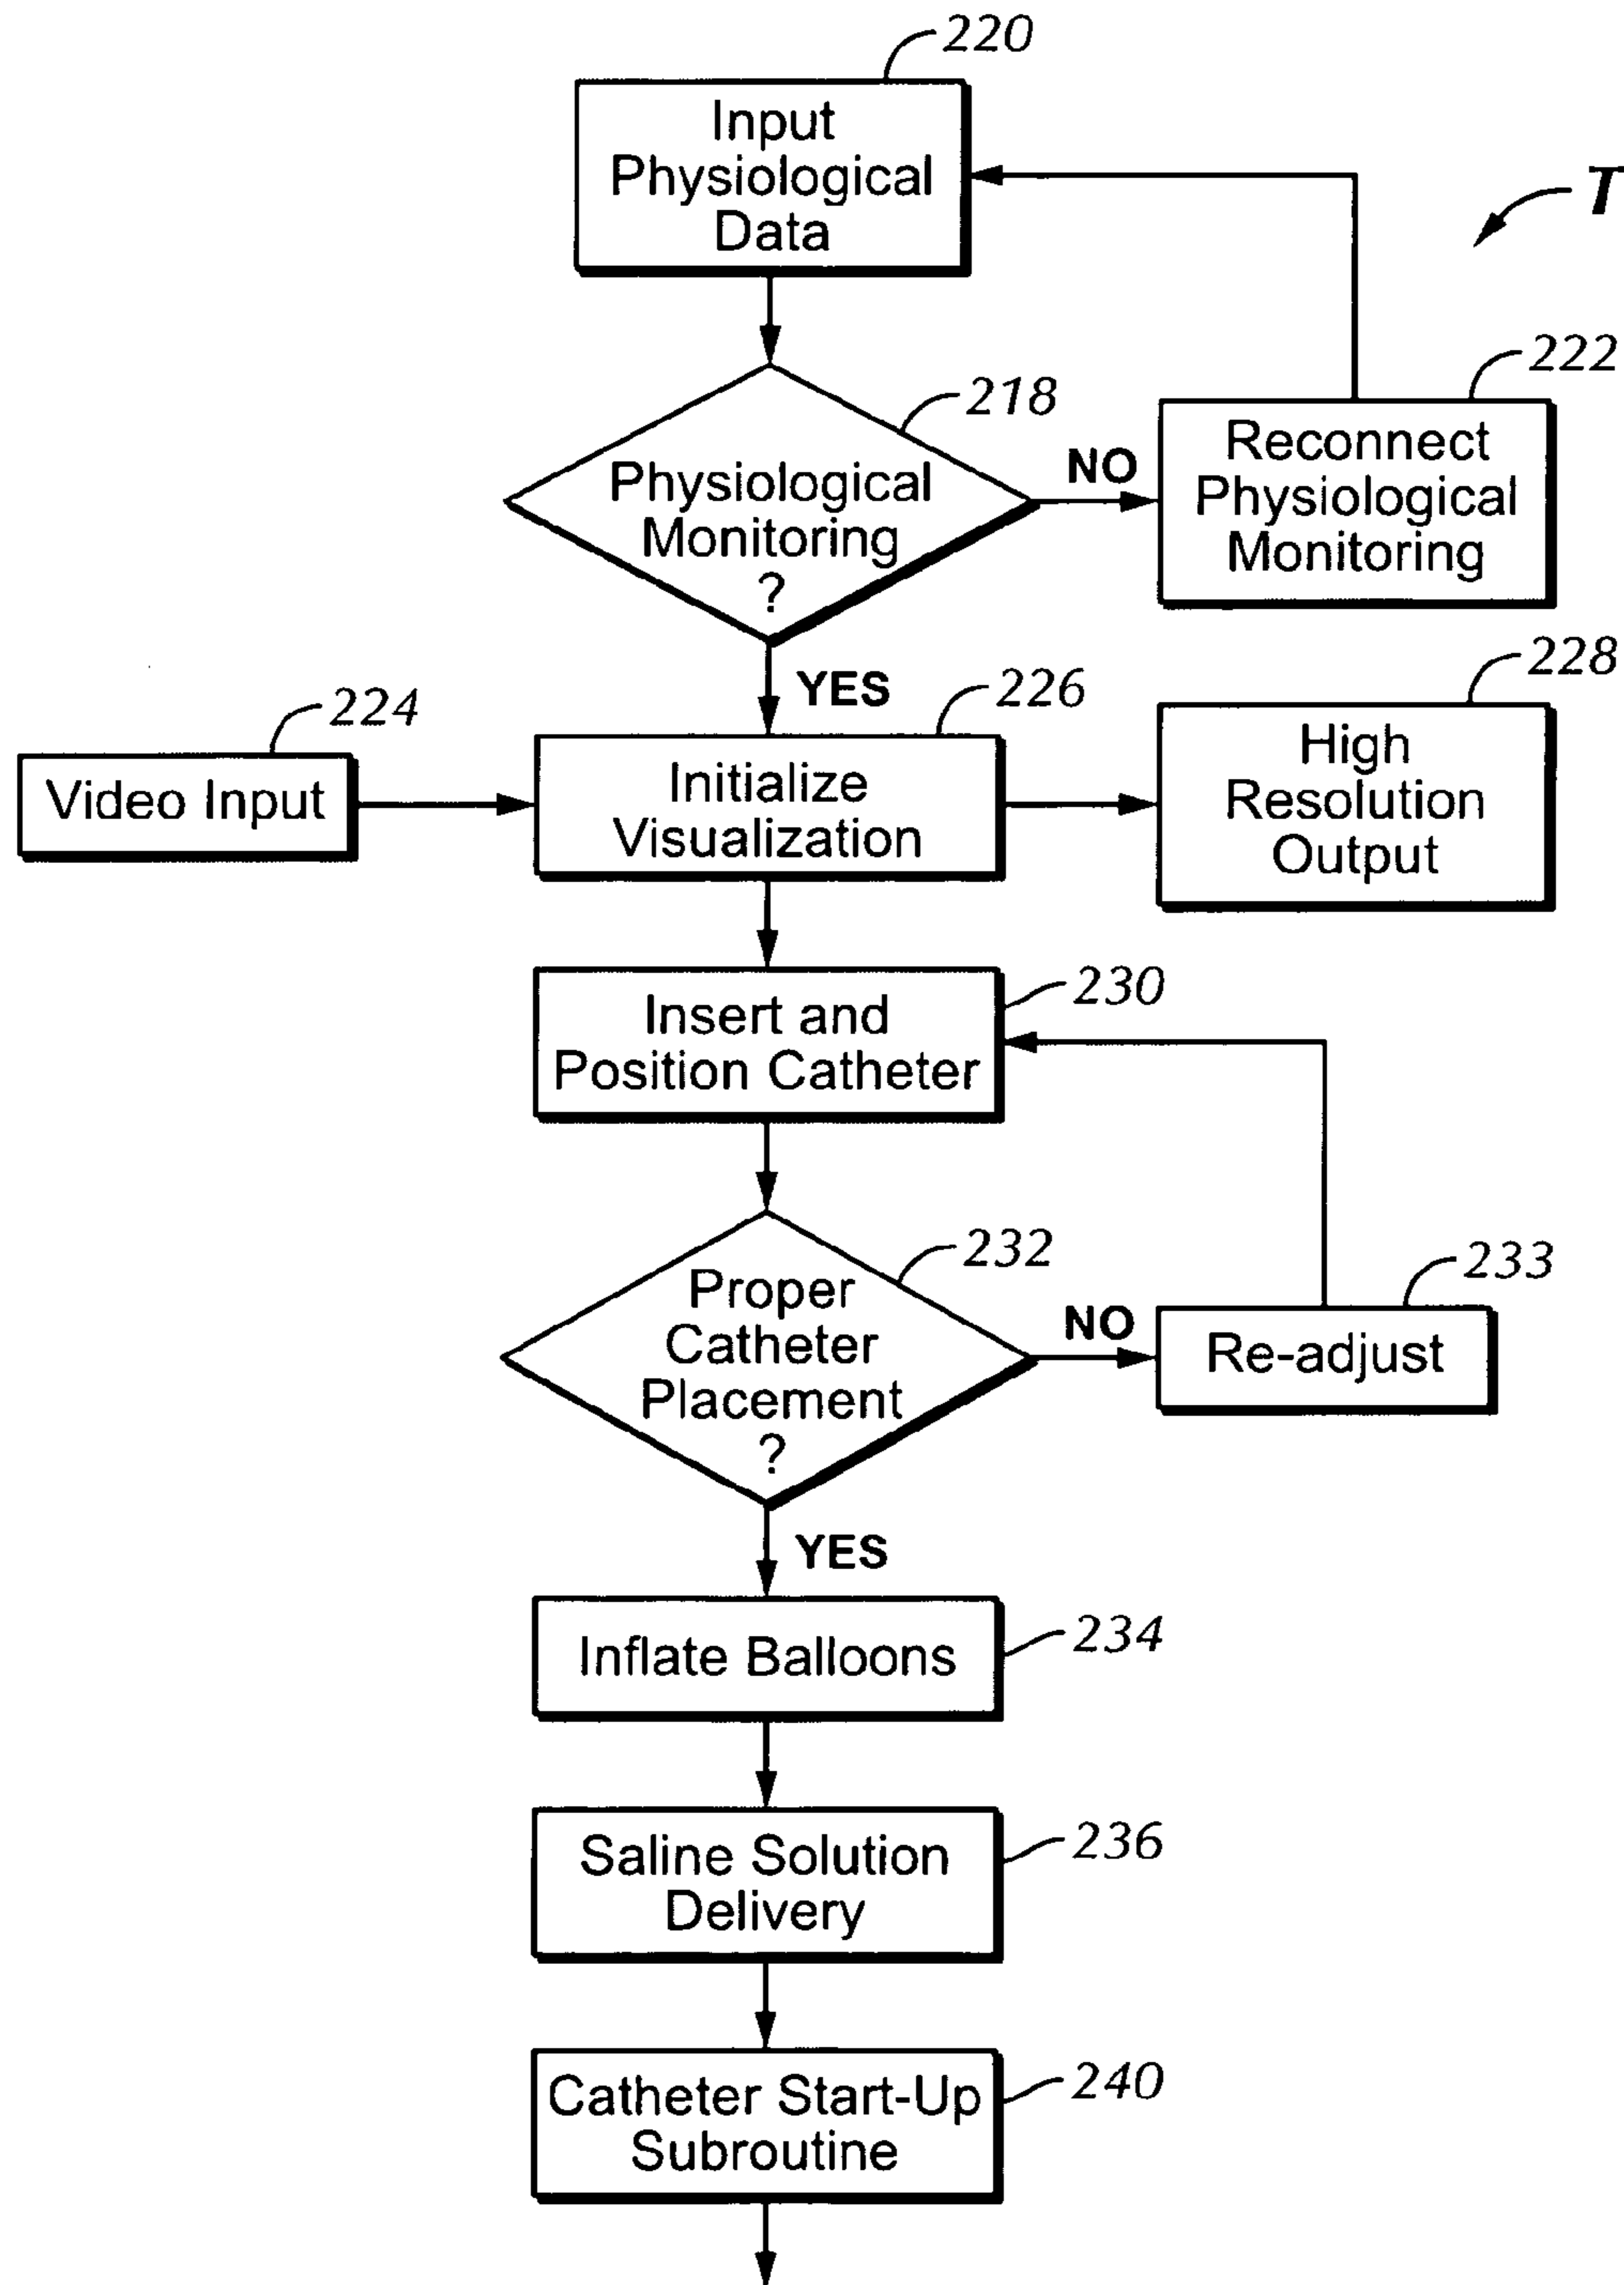 220
Input
Physiological
Data
T
218
Physiological
Monitoring
?
NO
222
Reconnect
Physiological
Monitoring
YES
224
Video Input
226
Initialize
Visualization
228
High
Resolution
Output
230
Insert and
Position Catheter
232
Proper
Catheter
Placement
?
NO
233
Re-adjust
YES
234
Inflate Balloons
236
Saline Solution
Delivery
240
Catheter Start-Up
Subroutine